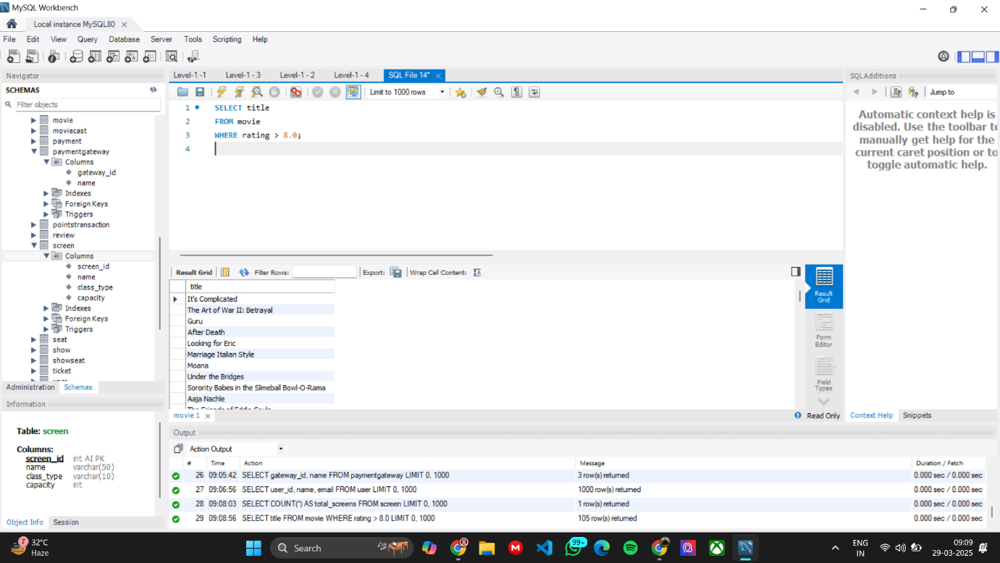 MySQL Workbench
Local instance MySQL80
File Edit View Query Database Server Tools Scripting Help
Navigator
SCHEMAS
Filter objects
movie
moviecast
payment
paymentgateway
Columns
gateway_id
name
Indexes
Foreign Keys
Triggers
pointstransaction
review
screen
Columns
screen_id
name
class_type
capacity
Indexes
Foreign Keys
Triggers
seat
show
showseat
ticket
Administration Schemas
Information
Table: screen
Columns:
screen_id int AI PK
name varchar(50)
class_type varchar(10)
capacity int
Object Info Session
Level-1 -1 Level-1 - 3 Level-1 - 2 Level-1 - 4 SQL File 14*
Limit to 1000 rows
1 SELECT title
2 FROM movie
3 WHERE rating > 8.0;
4
Result Grid Filter Rows: Export: Wrap Cell Content:
title
It's Complicated
The Art of War II: Betrayal
Guru
After Death
Looking for Eric
Marriage Italian Style
Moana
Under the Bridges
Sorority Babes in the Slimeball Bowl-O-Rama
Aaja Nachle
Result
Grid
Form
Editor
Field
Types
movie 1
Read Only
SQLAdditions
Jump to
Automatic context help is
disabled. Use the toolbar to
manually get help for the
current caret position or to
toggle automatic help.
Context Help Snippets
Output
Action Output
# Time Action Message Duration / Fetch
26 09:05:42 SELECT gateway_id, name FROM paymentgateway LIMIT 0, 1000 3 row(s) returned 0.000 sec / 0.000 sec
27 09:06:56 SELECT user_id, name, email FROM user LIMIT 0, 1000 1000 row(s) returned 0.000 sec / 0.000 sec
28 09:08:03 SELECT COUNT(*) AS total_screens FROM screen LIMIT 0, 1000 1 row(s) returned 0.000 sec / 0.000 sec
29 09:08:56 SELECT title FROM movie WHERE rating > 8.0 LIMIT 0, 1000 105 row(s) returned 0.000 sec / 0.000 sec
7
32°C
Haze
Search
99+
ENG
IN
09:09
29-03-2025